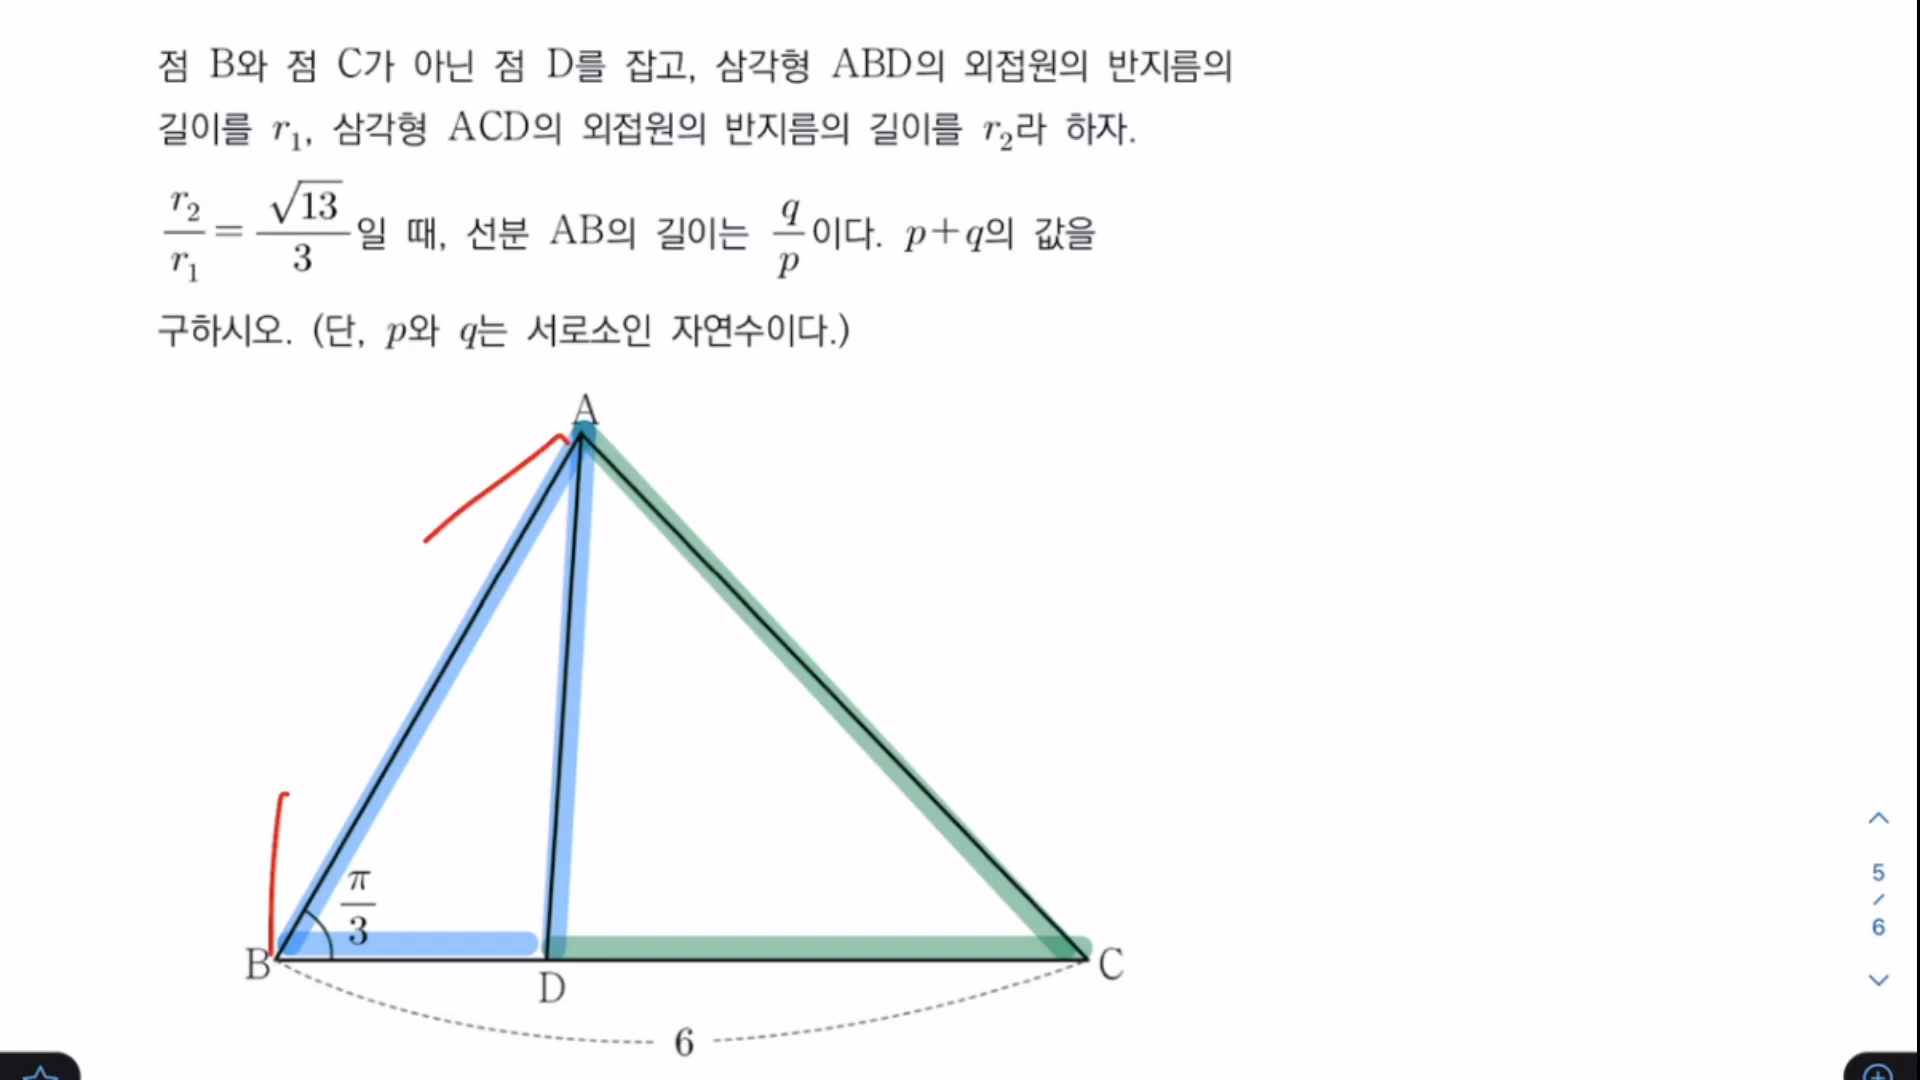 점 B와 점 C가 아닌 점 D를 잡고, 삼각형 ABD의 외접원의 반지름의
길이를 r₁, 삼각형 ACD의 외접원의 반지름의 길이를 r₂라 하자.
r₂/r₁ = √13/3 일 때, 선분 AB의 길이는 q/p 이다. p+q의 값을
구하시오. (단, p와 q는 서로소인 자연수이다.)
A
π/3
B
D
C
6
5
/
6